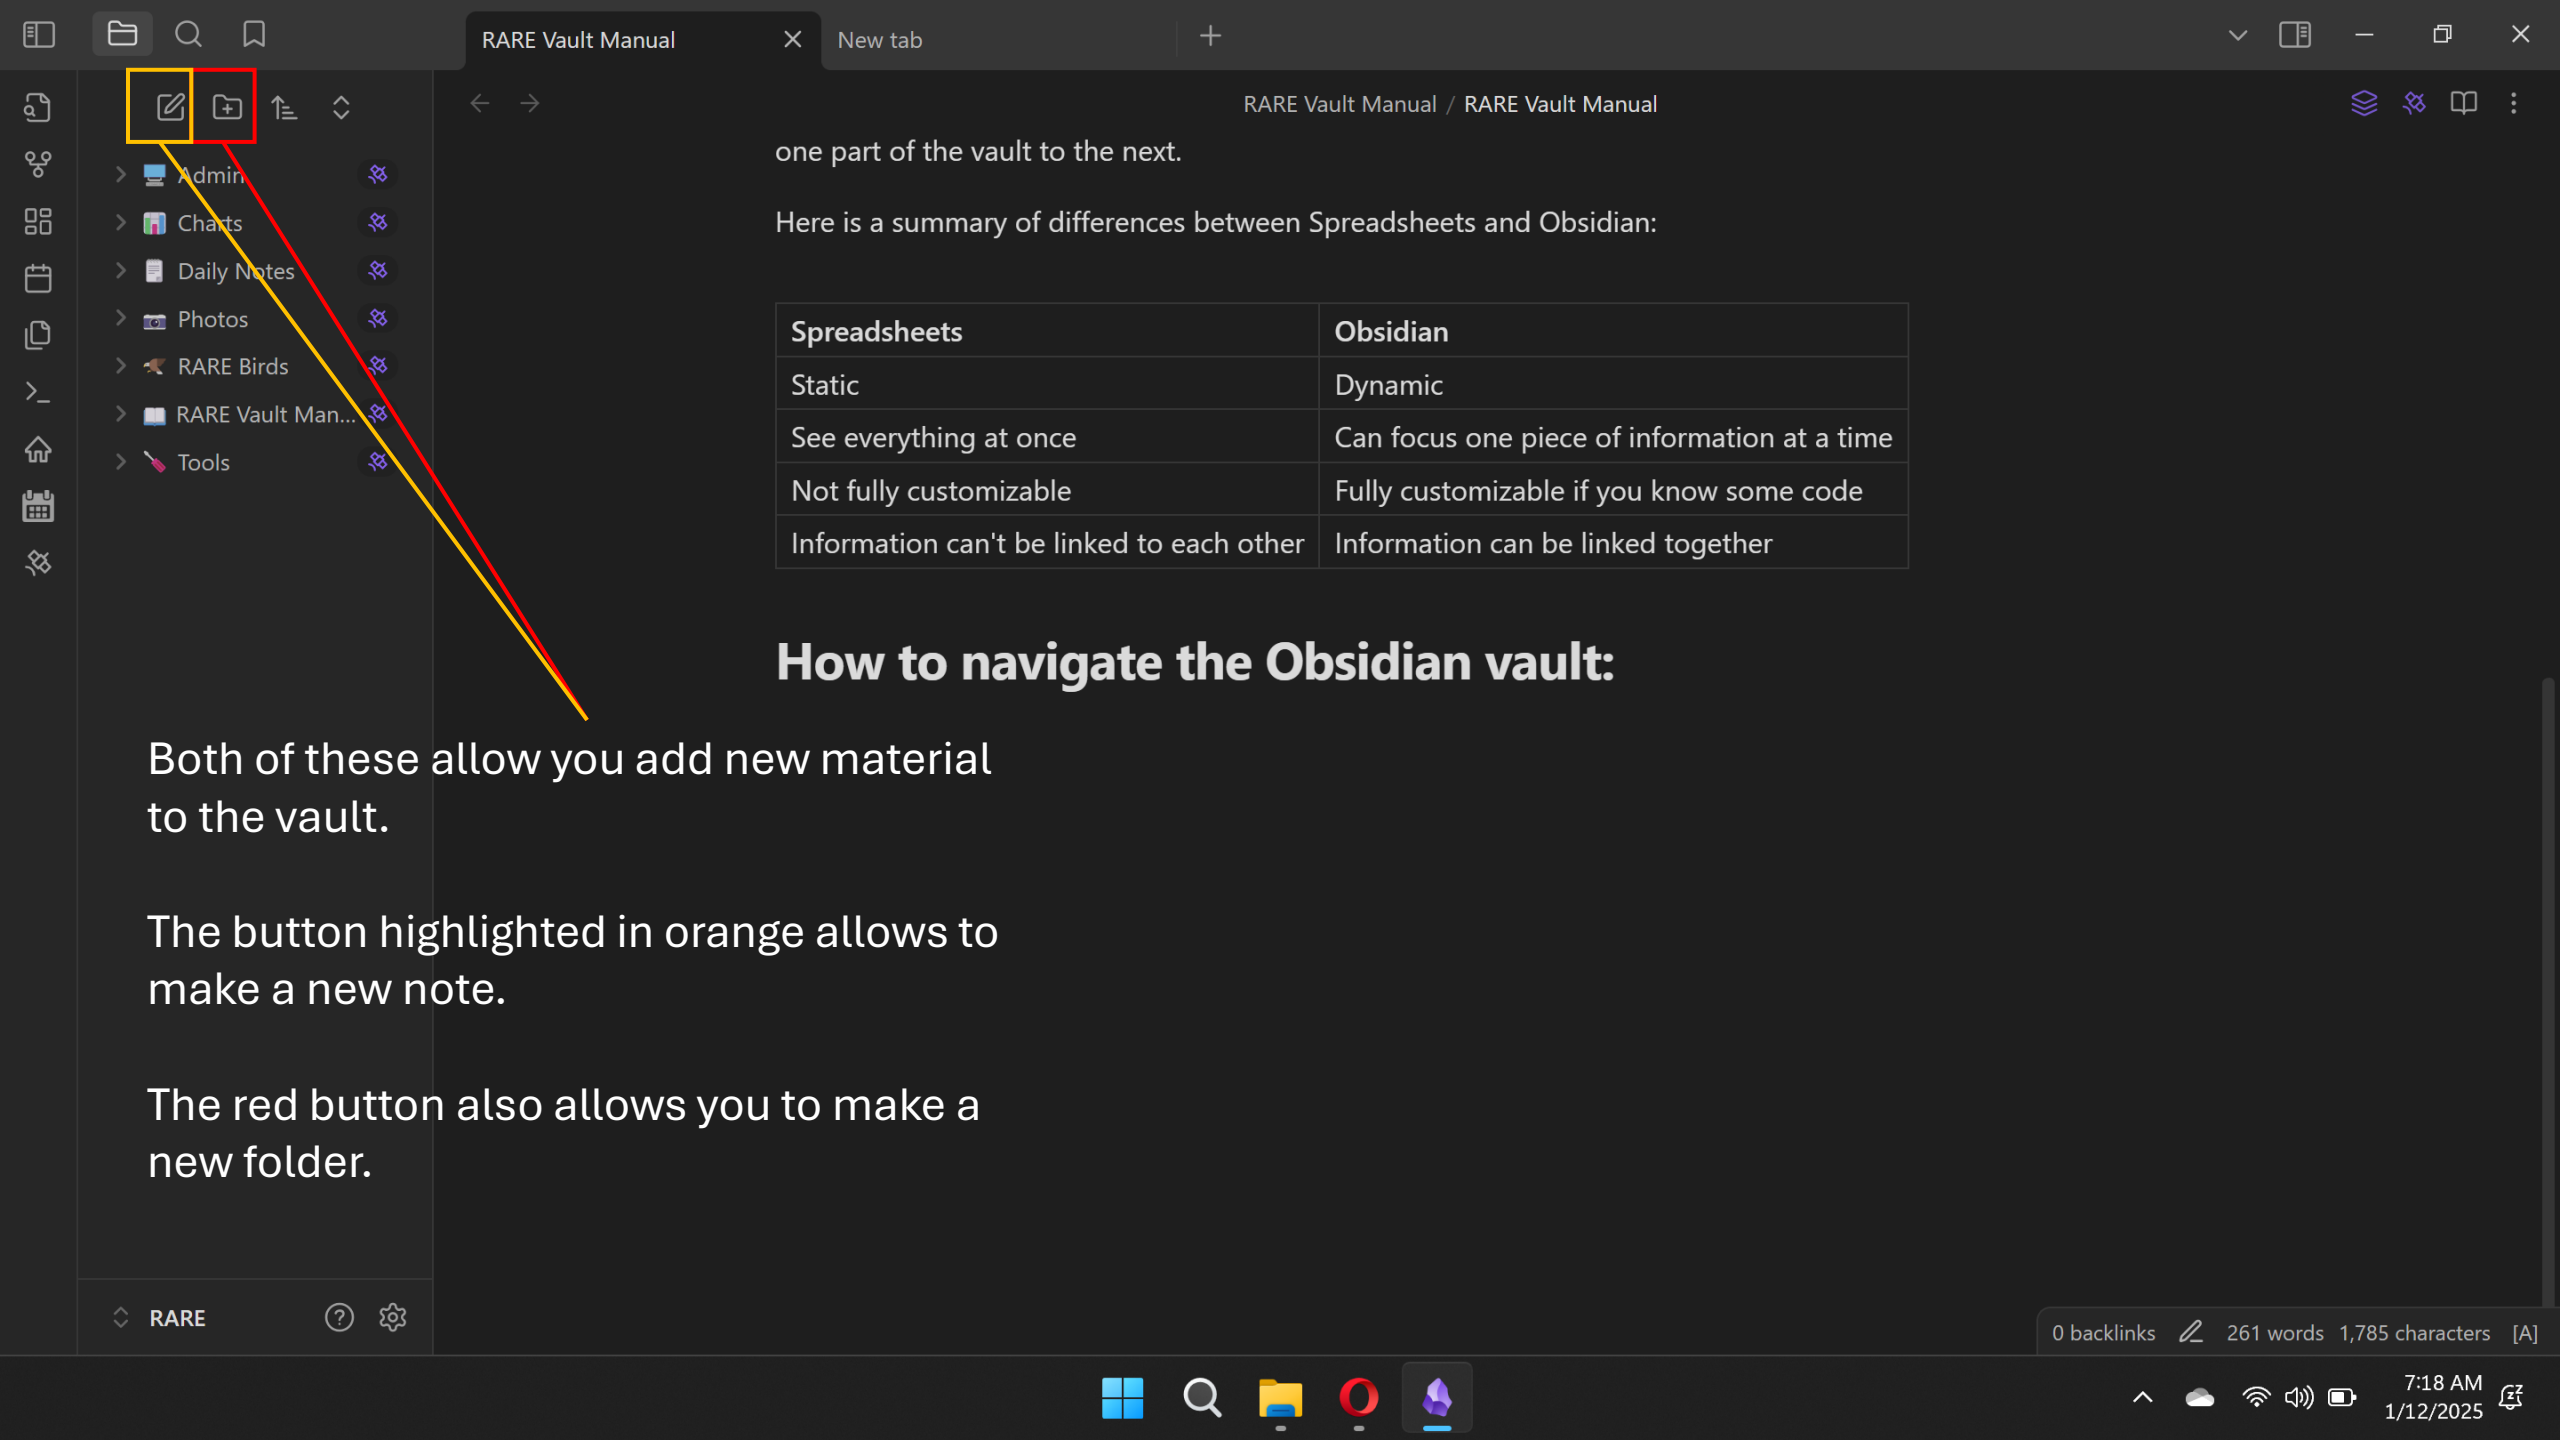 RARE Vault Manual
New tab
RARE Vault Manual / RARE Vault Manual
Admin
Charts
Daily Notes
Photos
RARE Birds
RARE Vault Man...
Tools
one part of the vault to the next.
Here is a summary of differences between Spreadsheets and Obsidian:
Spreadsheets Obsidian
Static Dynamic
See everything at once Can focus one piece of information at a time
Not fully customizable Fully customizable if you know some code
Information can't be linked to each other Information can be linked together
How to navigate the Obsidian vault:
Both of these allow you add new material
to the vault.
The button highlighted in orange allows to
make a new note.
The red button also allows you to make a
new folder.
RARE
0 backlinks 261 words 1,785 characters [A]
7:18 AM
1/12/2025